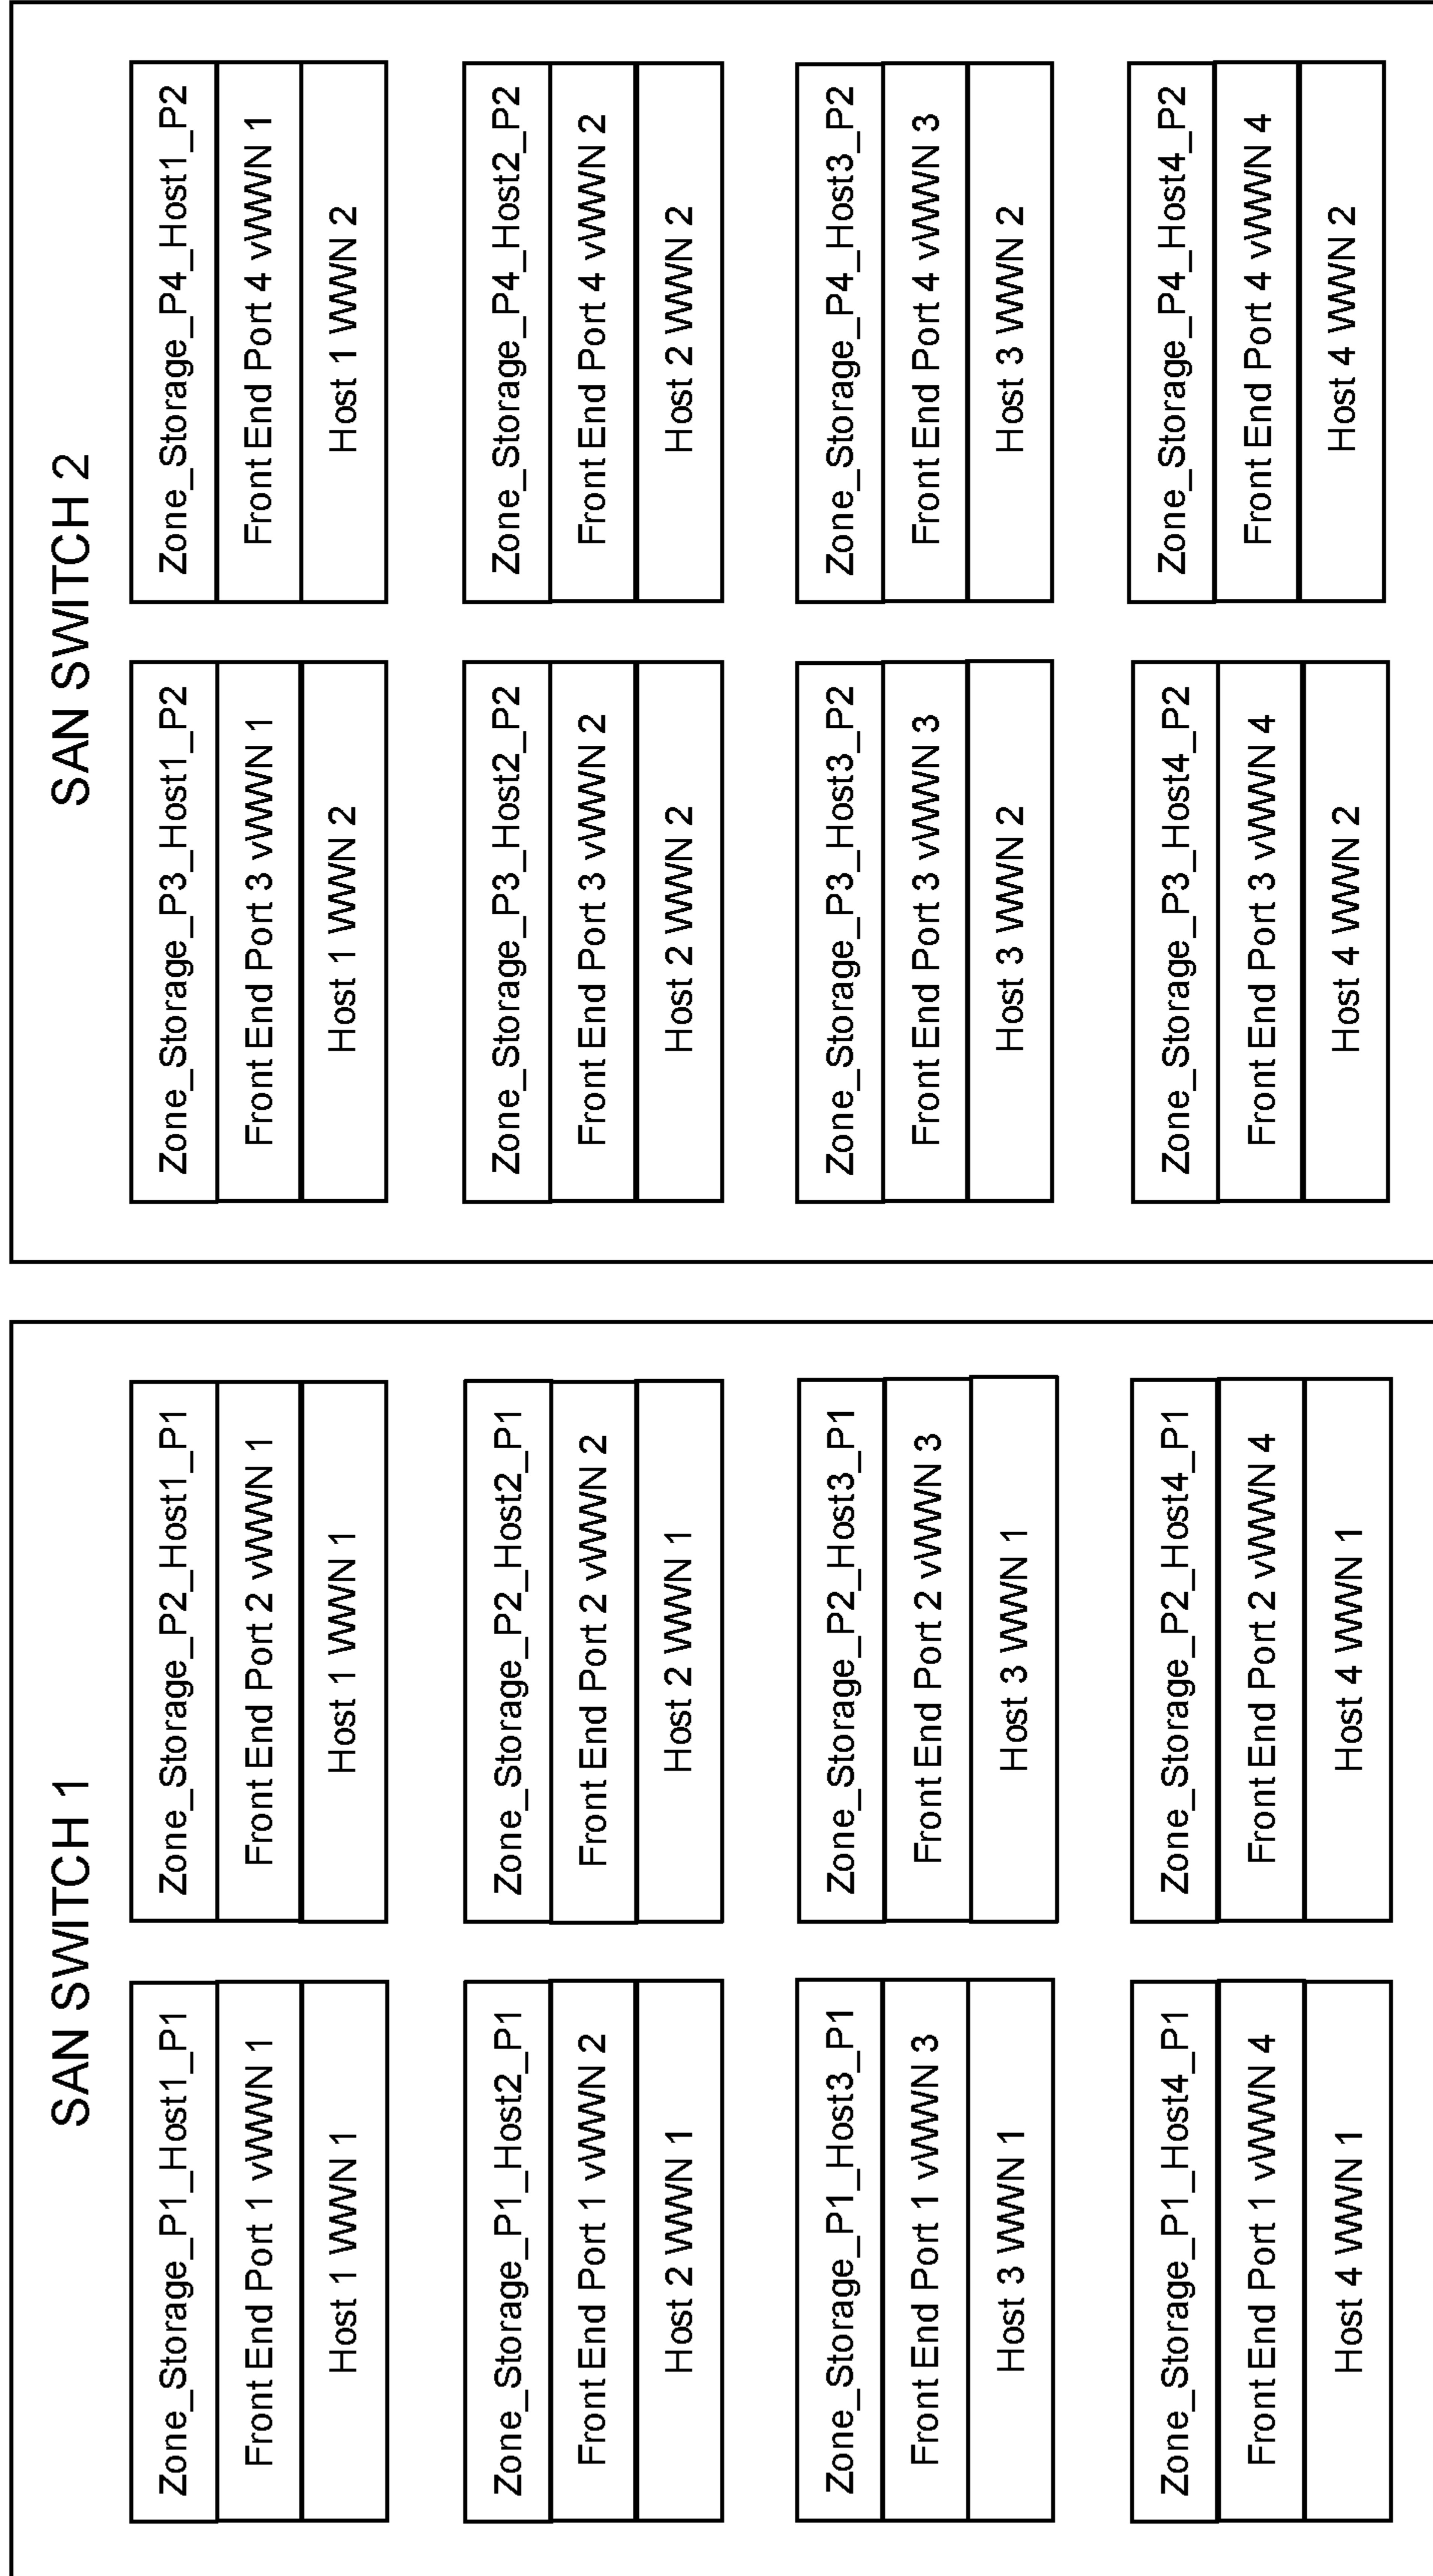 SAN SWITCH 1
Zone_Storage_P1_Host1_P1
Front End Port 1 vWWN 1
Host 1 WWN 1
Zone_Storage_P2_Host1_P1
Front End Port 2 vWWN 1
Host 1 WWN 1
Zone_Storage_P1_Host2_P1
Front End Port 1 vWWN 2
Host 2 WWN 1
Zone_Storage_P2_Host2_P1
Front End Port 2 vWWN 2
Host 2 WWN 1
Zone_Storage_P1_Host3_P1
Front End Port 1 vWWN 3
Host 3 WWN 1
Zone_Storage_P2_Host3_P1
Front End Port 2 vWWN 3
Host 3 WWN 1
Zone_Storage_P1_Host4_P1
Front End Port 1 vWWN 4
Host 4 WWN 1
Zone_Storage_P2_Host4_P1
Front End Port 2 vWWN 4
Host 4 WWN 1
SAN SWITCH 2
Zone_Storage_P3_Host1_P2
Front End Port 3 vWWN 1
Host 1 WWN 2
Zone_Storage_P4_Host1_P2
Front End Port 4 vWWN 1
Host 1 WWN 2
Zone_Storage_P3_Host2_P2
Front End Port 3 vWWN 2
Host 2 WWN 2
Zone_Storage_P4_Host2_P2
Front End Port 4 vWWN 2
Host 2 WWN 2
Zone_Storage_P3_Host3_P2
Front End Port 3 vWWN 3
Host 3 WWN 2
Zone_Storage_P4_Host3_P2
Front End Port 4 vWWN 3
Host 3 WWN 2
Zone_Storage_P3_Host4_P2
Front End Port 3 vWWN 4
Host 4 WWN 2
Zone_Storage_P4_Host4_P2
Front End Port 4 vWWN 4
Host 4 WWN 2